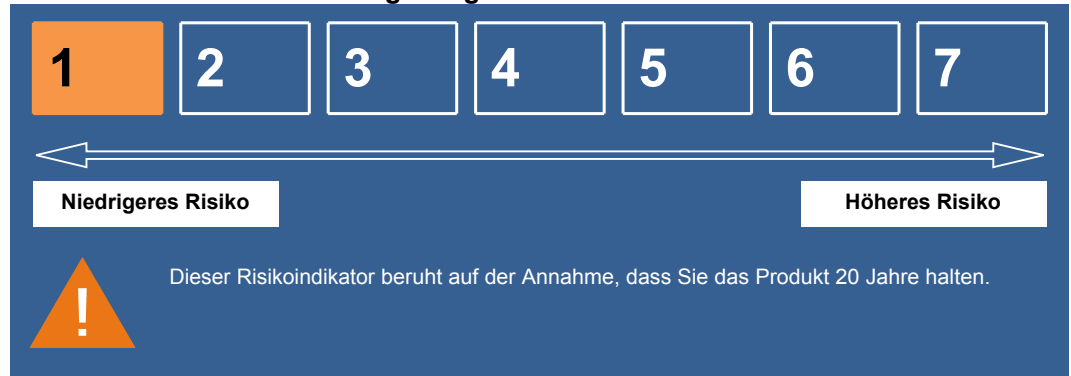 1 2 3 4 5 6 7
Niedrigeres Risiko Höheres Risiko
! Dieser Risikoindikator beruht auf der Annahme, dass Sie das Produkt 20 Jahre halten.